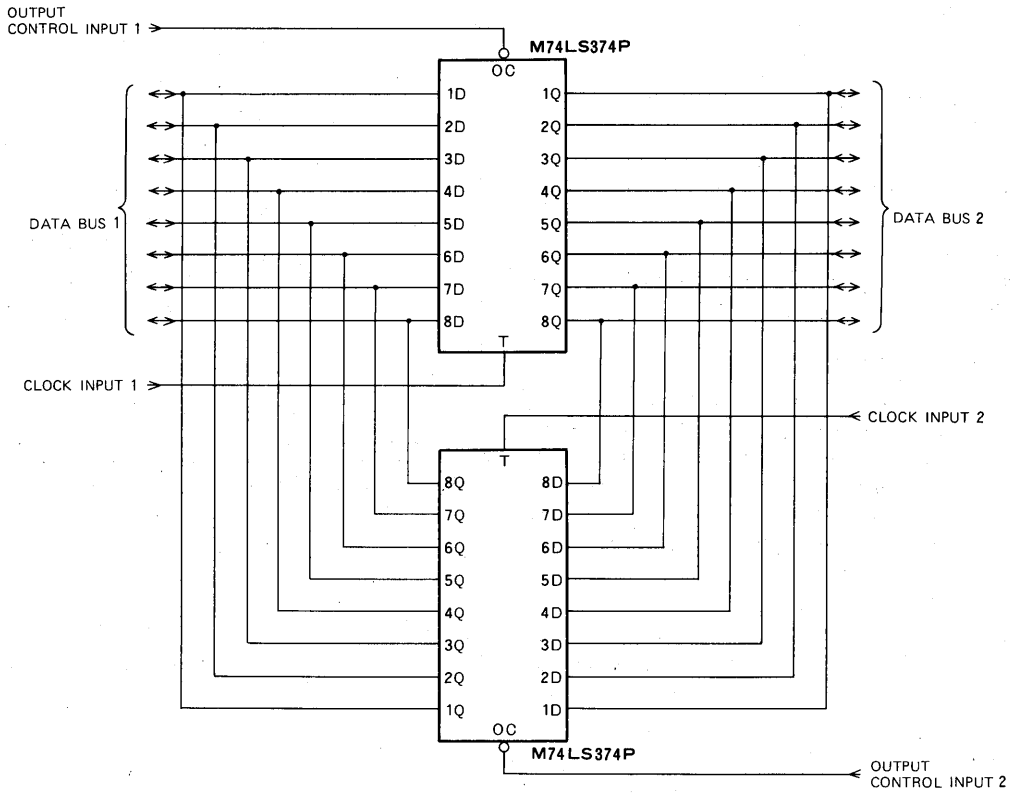 OUTPUT
CONTROL INPUT 1
M74LS374P
OC
1D 1Q
2D 2Q
3D 3Q
4D 4Q
DATA BUS 1 5D 5Q DATA BUS 2
6D 6Q
7D 7Q
8D 8Q
T
CLOCK INPUT 1
CLOCK INPUT 2
T
8Q 8D
7Q 7D
6Q 6D
5Q 5D
4Q 4D
3Q 3D
2Q 2D
1Q 1D
OC
M74LS374P
OUTPUT
CONTROL INPUT 2